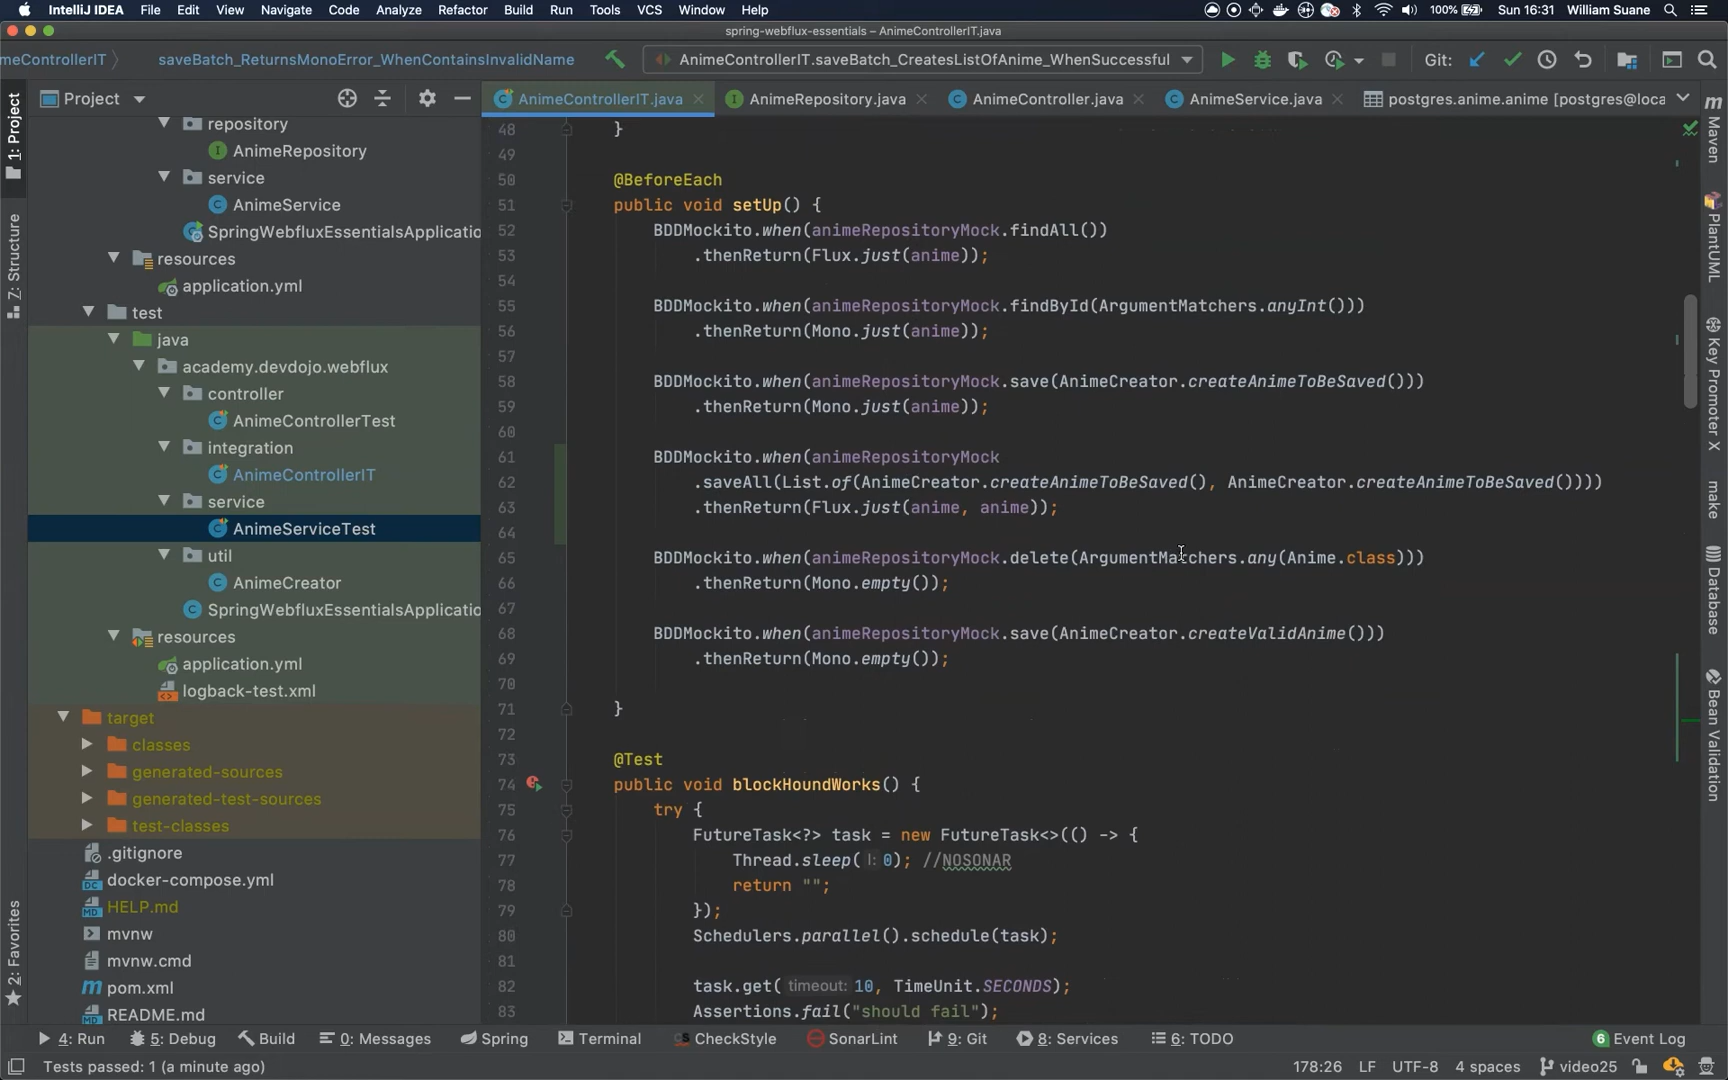 IntelliJ IDEA File Edit View Navigate Code Analyze Refactor Build Run Tools VCS Window Help 100% Sun 16:31 William Suane
spring-webflux-essentials – AnimeControllerIT.java
meControllerIT saveBatch_ReturnsMonoError_WhenContainsInvalidName AnimeControllerIT.saveBatch_CreatesListOfAnime_WhenSuccessful Git:
Project AnimeControllerIT.java AnimeRepository.java AnimeController.java AnimeService.java postgres.anime.anime [postgres@loca
1: Project
Z: Structure
2: Favorites
repository
AnimeRepository
service
AnimeService
SpringWebfluxEssentialsApplicatio
resources
application.yml
test
java
academy.devdojo.webflux
controller
AnimeControllerTest
integration
AnimeControllerIT
service
AnimeServiceTest
util
AnimeCreator
SpringWebfluxEssentialsApplicatio
resources
application.yml
logback-test.xml
target
classes
generated-sources
generated-test-sources
test-classes
.gitignore
docker-compose.yml
HELP.md
mvnw
mvnw.cmd
pom.xml
README.md
48 }
49
50 @BeforeEach
51 public void setUp() {
52 BDDMockito.when(animeRepositoryMock.findAll())
53 .thenReturn(Flux.just(anime));
54
55 BDDMockito.when(animeRepositoryMock.findById(ArgumentMatchers.anyInt()))
56 .thenReturn(Mono.just(anime));
57
58 BDDMockito.when(animeRepositoryMock.save(AnimeCreator.createAnimeToBeSaved()))
59 .thenReturn(Mono.just(anime));
60
61 BDDMockito.when(animeRepositoryMock
62 .saveAll(List.of(AnimeCreator.createAnimeToBeSaved(), AnimeCreator.createAnimeToBeSaved())))
63 .thenReturn(Flux.just(anime, anime));
64
65 BDDMockito.when(animeRepositoryMock.delete(ArgumentMatchers.any(Anime.class)))
66 .thenReturn(Mono.empty());
67
68 BDDMockito.when(animeRepositoryMock.save(AnimeCreator.createValidAnime()))
69 .thenReturn(Mono.empty());
70
71 }
72
73 @Test
74 public void blockHoundWorks() {
75 try {
76 FutureTask<?> task = new FutureTask<>(() -> {
77 Thread.sleep( l: 0); //NOSONAR
78 return "";
79 });
80 Schedulers.parallel().schedule(task);
81
82 task.get( timeout: 10, TimeUnit.SECONDS);
83 Assertions.fail("should fail");
Maven
PlantUML
Key Promoter X
make
Database
Bean Validation
4: Run 5: Debug Build 0: Messages Spring Terminal CheckStyle SonarLint 9: Git 8: Services 6: TODO 6 Event Log
Tests passed: 1 (a minute ago) 178:26 LF UTF-8 4 spaces video25